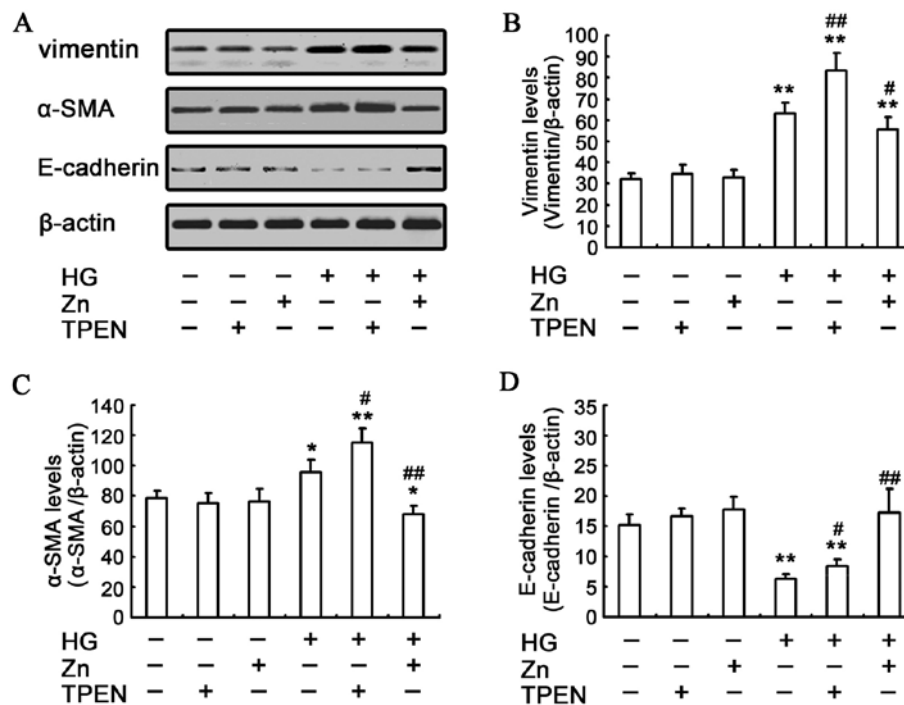 A
vimentin
α-SMA
E-cadherin
β-actin
HG − − − + + +
Zn − − + − − +
TPEN − + − − + −
B
Vimentin levels
(Vimentin/β-actin)
100
90
80
70
60
50
40
30
20
10
0
**
##
**
#
**
HG − − − + + +
Zn − − + − − +
TPEN − + − − + −
C
α-SMA levels
(α-SMA/β-actin)
140
120
100
80
60
40
20
0
*
#
**
##
*
HG − − − + + +
Zn − − + − − +
TPEN − + − − + −
D
E-cadherin levels
(E-cadherin /β-actin)
35
30
25
20
15
10
5
0
**
#
**
##
HG − − − + + +
Zn − − + − − +
TPEN − + − − + −